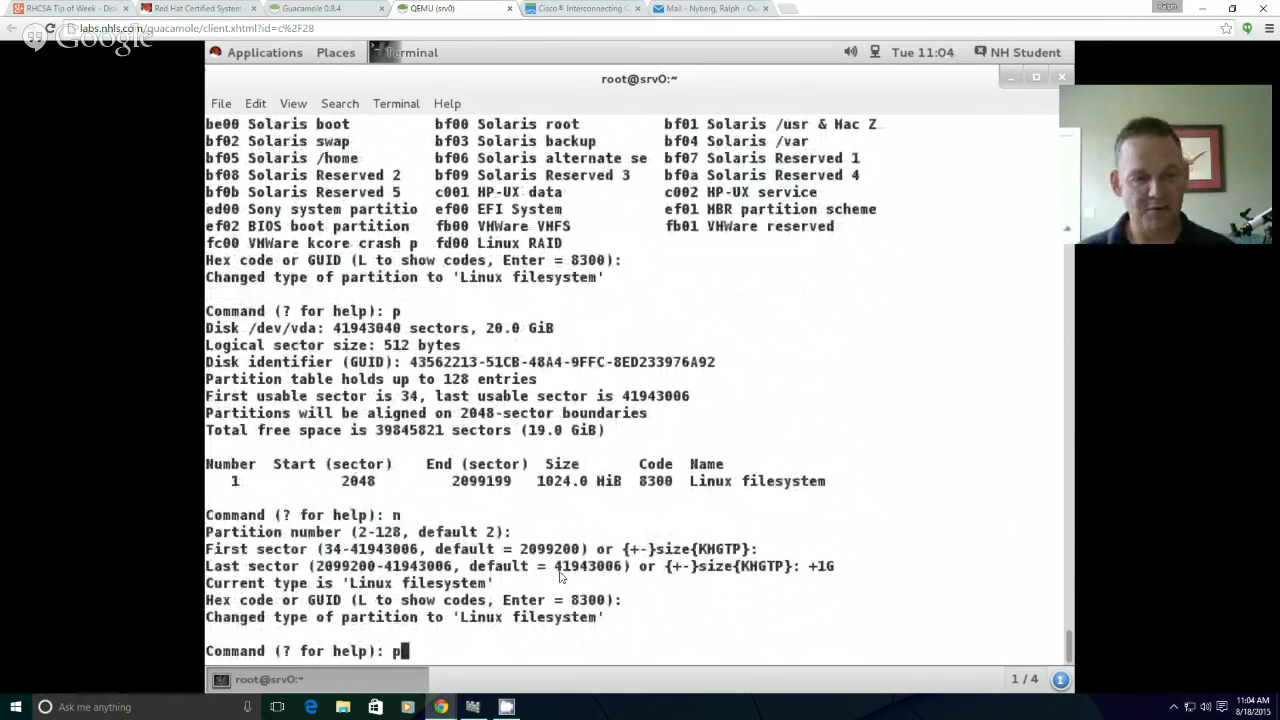 RHCSA Tip of Week - Disk
Red Hat Certified System
Guacamole 0.8.4
QEMU (srv0)
Cisco® Interconnecting C
Mail - Nyberg, Ralph - Ou
Ralph
labs.nhls.com/guacamole/client.xhtml?id=c%2F28
Google
Applications Places Terminal Tue 11:04 NH Student
root@srv0:~
File Edit View Search Terminal Help
be00 Solaris boot bf00 Solaris root bf01 Solaris /usr & Mac Z
bf02 Solaris swap bf03 Solaris backup bf04 Solaris /var
bf05 Solaris /home bf06 Solaris alternate se bf07 Solaris Reserved 1
bf08 Solaris Reserved 2 bf09 Solaris Reserved 3 bf0a Solaris Reserved 4
bf0b Solaris Reserved 5 c001 HP-UX data c002 HP-UX service
ed00 Sony system partitio ef00 EFI System ef01 MBR partition scheme
ef02 BIOS boot partition fb00 VMWare VMFS fb01 VMWare reserved
fc00 VMWare kcore crash p fd00 Linux RAID
Hex code or GUID (L to show codes, Enter = 8300):
Changed type of partition to 'Linux filesystem'
Command (? for help): p
Disk /dev/vda: 41943040 sectors, 20.0 GiB
Logical sector size: 512 bytes
Disk identifier (GUID): 43562213-51CB-48A4-9FFC-8ED233976A92
Partition table holds up to 128 entries
First usable sector is 34, last usable sector is 41943006
Partitions will be aligned on 2048-sector boundaries
Total free space is 39845821 sectors (19.0 GiB)
Number Start (sector) End (sector) Size Code Name
1 2048 2099199 1024.0 MiB 8300 Linux filesystem
Command (? for help): n
Partition number (2-128, default 2):
First sector (34-41943006, default = 2099200) or {+-}size{KMGTP}:
Last sector (2099200-41943006, default = 41943006) or {+-}size{KMGTP}: +1G
Current type is 'Linux filesystem'
Hex code or GUID (L to show codes, Enter = 8300):
Changed type of partition to 'Linux filesystem'
Command (? for help): p
root@srv0:~ 1 / 4 1
Ask me anything
11:04 AM
8/18/2015